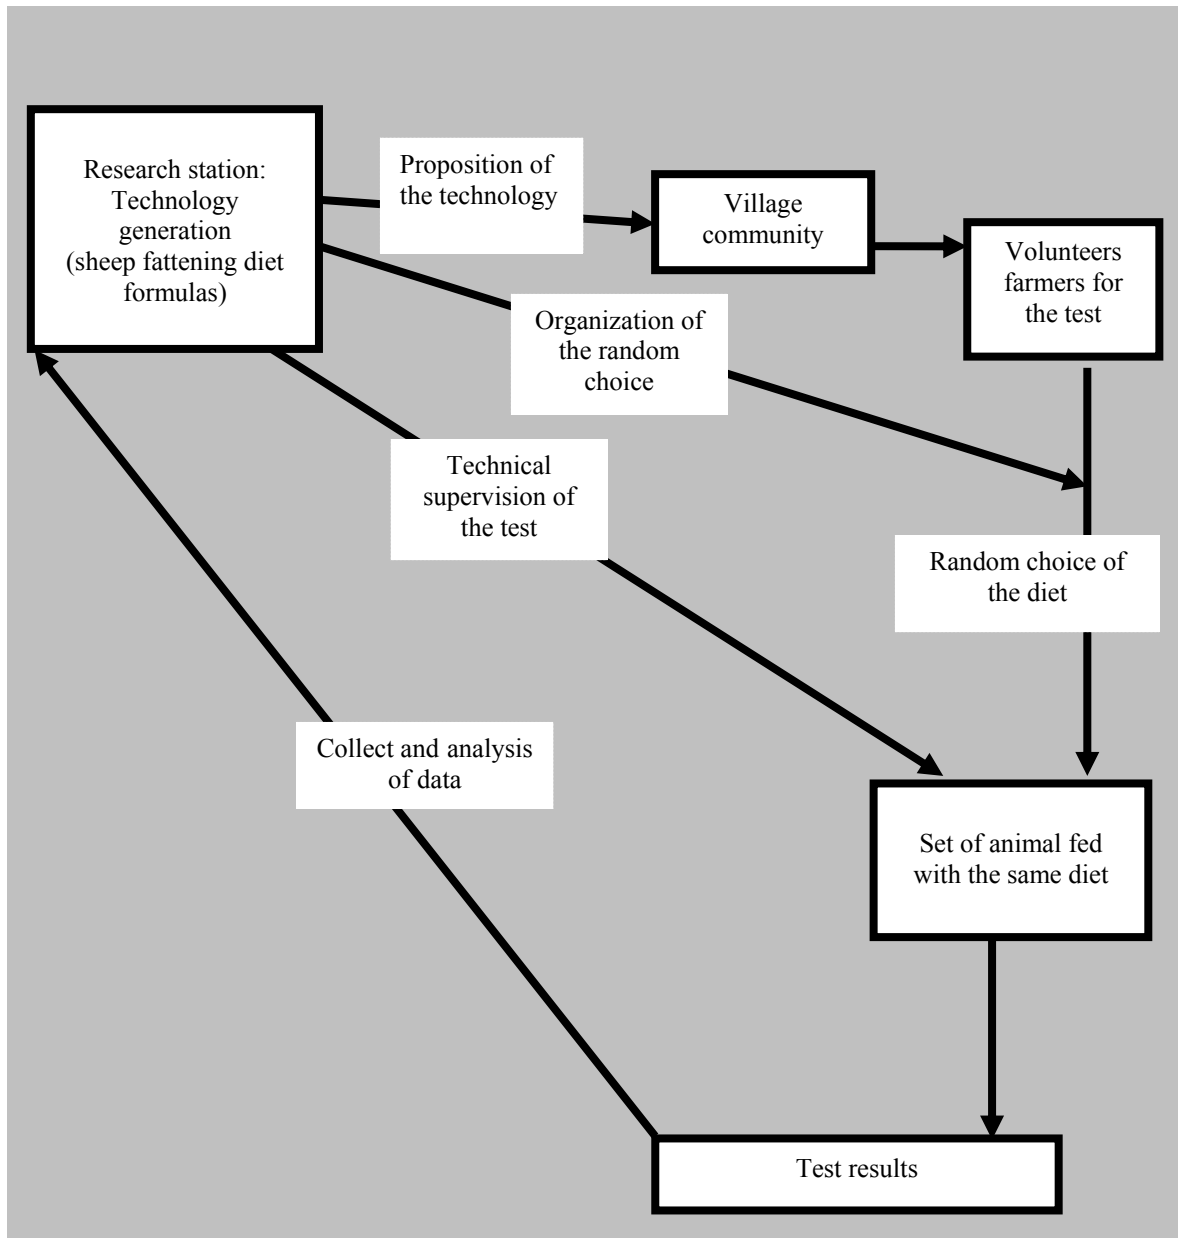 Research station:
Technology
generation
(sheep fattening diet
formulas)
Proposition of
the technology
Village
community
Volunteers
farmers for
the test
Organization of
the random
choice
Technical
supervision of
the test
Random choice of
the diet
Collect and analysis
of data
Set of animal fed
with the same diet
Test results